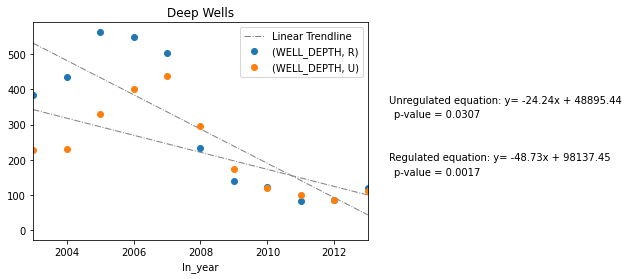 Deep Wells
Linear Trendline
(WELL_DEPTH, R)
(WELL_DEPTH, U)
500
400
300
200
100
0
2004 2006 2008 2010 2012
In_year
Unregulated equation: y= -24.24x + 48895.44
p-value = 0.0307
Regulated equation: y= -48.73x + 98137.45
p-value = 0.0017